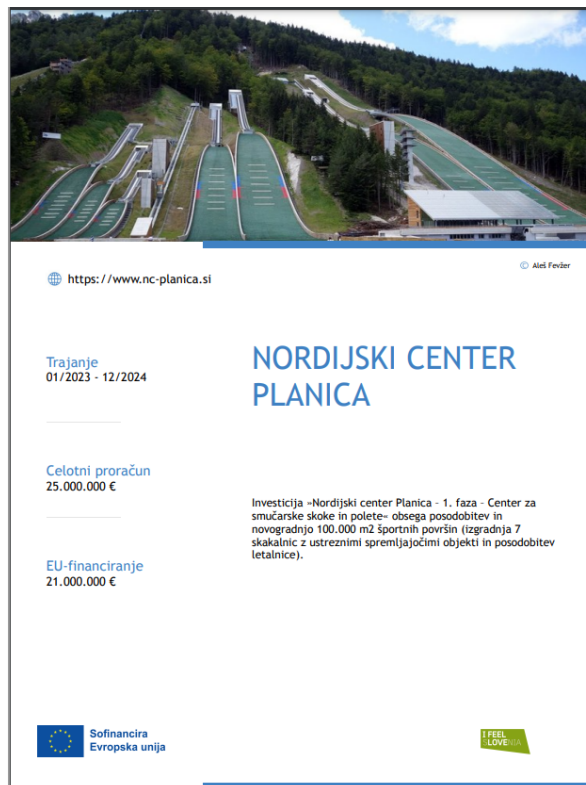 © Aleš Fevžer
https://www.nc-planica.si
Trajanje
01/2023 - 12/2024
NORDIJSKI CENTER
PLANICA
Celotni proračun
25.000.000 €
Investicija »Nordijski center Planica – 1. faza – Center za
smučarske skoke in polete« obsega posodobitev in
novogradnjo 100.000 m2 športnih površin (izgradnja 7
skakalnic z ustreznimi spremljajočimi objekti in posodobitev
letalnice).
EU-financiranje
21.000.000 €
Sofinancira
Evropska unija
I FEEL
SLOVENIA